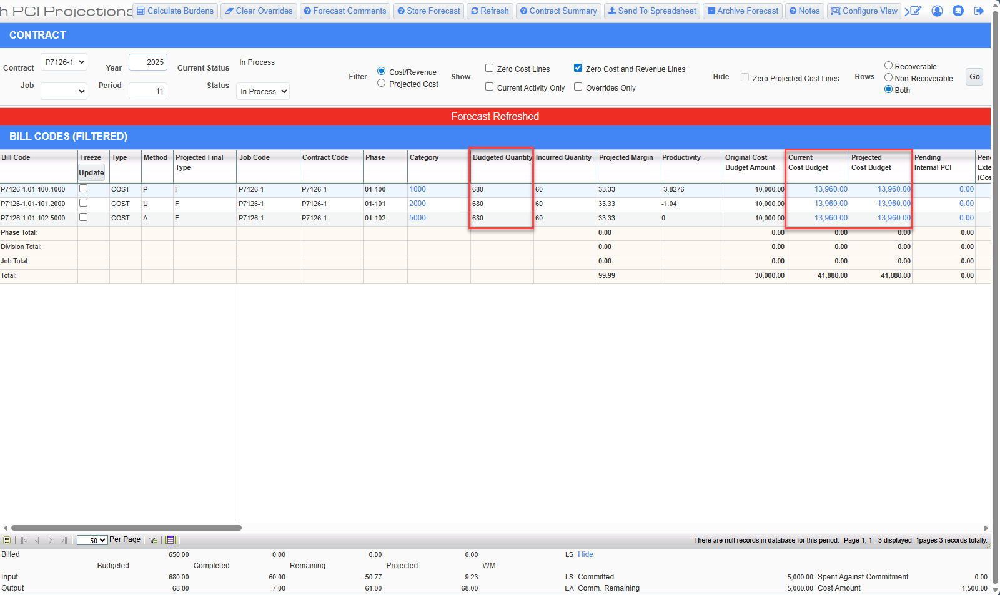 h PCI Projections Calculate Burdens Clear Overrides Forecast Comments Store Forecast Refresh Contract Summary Send To Spreadsheet Archive Forecast Notes Configure View
CONTRACT
Contract P7126-1 Year 2025 Current Status In Process
Job Period 11 Status In Process
Filter Cost/Revenue Projected Cost
Show Zero Cost Lines Zero Cost and Revenue Lines
Current Activity Only Overrides Only
Hide Zero Projected Cost Lines
Rows Recoverable
Non-Recoverable
Both
Go
Forecast Refreshed
BILL CODES (FILTERED)
Bill Code Freeze Type Method Projected Final Job Code Contract Code Phase Category Budgeted Quantity Incurred Quantity Projected Margin Productivity Original Cost Current Projected Pending Pen
Update Type Budget Amount Cost Budget Cost Budget Internal PCI Exte
(Cos
P7126-1.01-100.1000 COST P F P7126-1 P7126-1 01-100 1000 680 60 33.33 -3.8276 10,000.00 13,960.00 13,960.00 0.00
P7126-1.01-101.2000 COST U F P7126-1 P7126-1 01-101 2000 680 60 33.33 -1.04 10,000.00 13,960.00 13,960.00 0.00
P7126-1.01-102.5000 COST A F P7126-1 P7126-1 01-102 5000 680 60 33.33 0 10,000.00 13,960.00 13,960.00 0.00
Phase Total: 0.00 0.00 0.00 0.00 0.00
Division Total: 0.00 0.00 0.00 0.00 0.00
Job Total: 0.00 0.00 0.00 0.00 0.00
Total: 99.99 30,000.00 41,880.00 41,880.00 0.00
50 Per Page There are null records in database for this period. Page 1, 1 - 3 displayed, 1pages 3 records totally.
Billed 650.00 0.00 0.00 0.00 LS Hide
Budgeted Completed Remaining Projected WM
Input 680.00 60.00 -50.77 9.23 LS Committed 5,000.00 Spent Against Commitment 0.00
Output 68.00 7.00 61.00 68.00 EA Comm. Remaining 5,000.00 Cost Amount 1,500.00